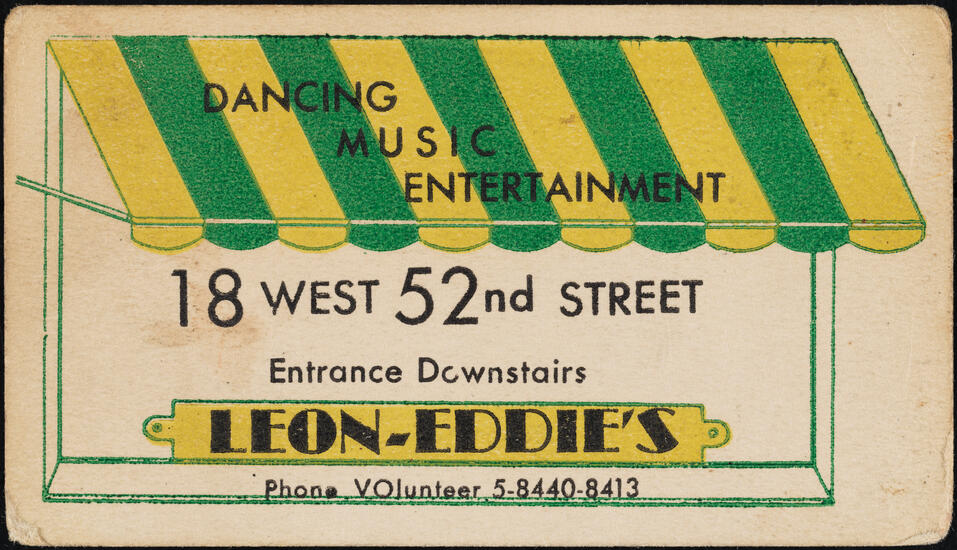 DANCING
MUSIC
ENTERTAINMENT
18 WEST 52nd STREET
Entrance Downstairs
LEON-EDDIE'S
Phone VOlunteer 5-8440-8413